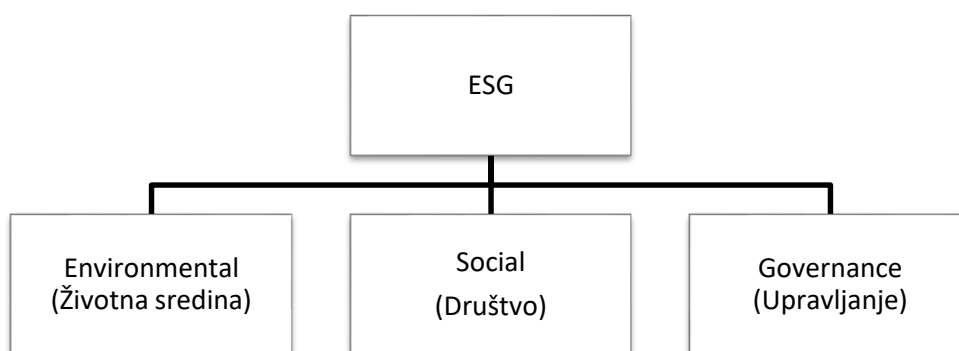 ESG
Environmental
(Životna sredina)
Social
(Društvo)
Governance
(Upravljanje)